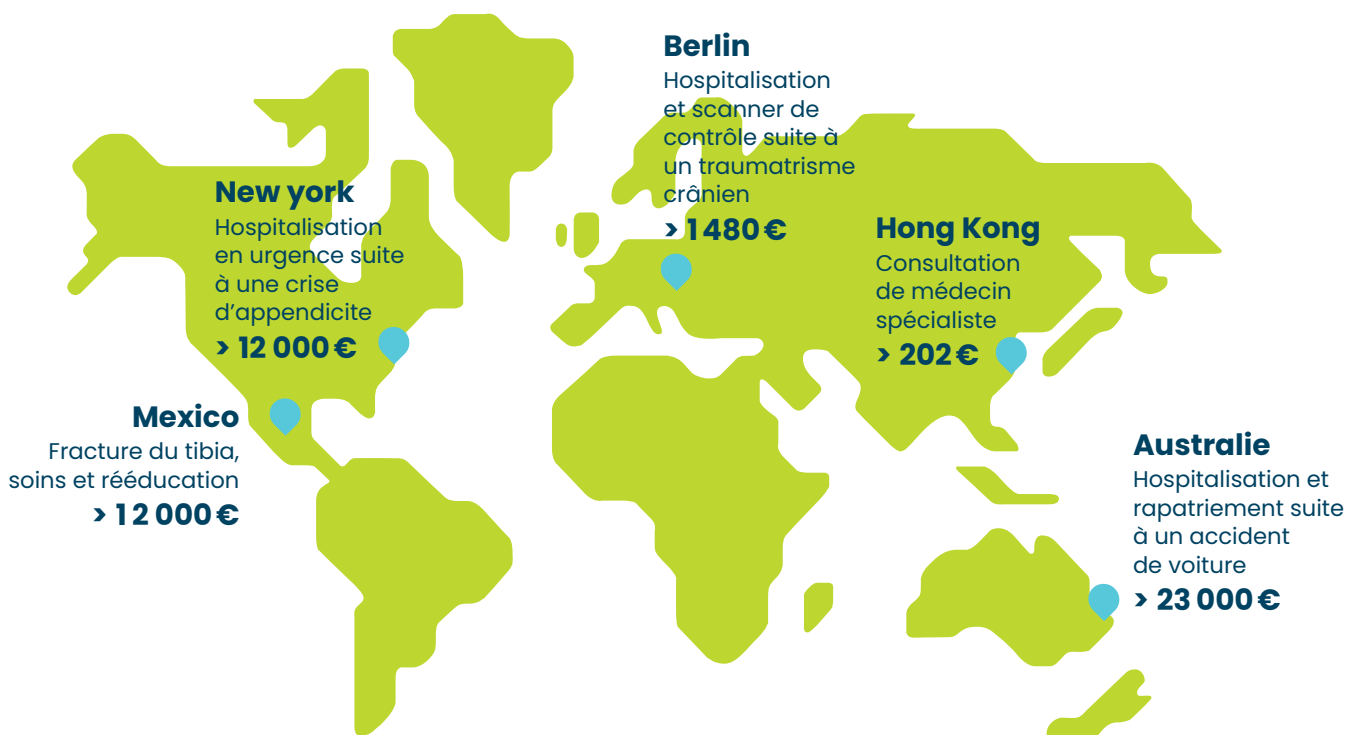 Berlin
Hospitalisation
et scanner de
contrôle suite à
un traumatrisme
crânien
> 1 480 €
New york
Hospitalisation
en urgence suite
à une crise
d’appendicite
> 12 000 €
Hong Kong
Consultation
de médecin
spécialiste
> 202 €
Mexico
Fracture du tibia,
soins et rééducation
> 12 000 €
Australie
Hospitalisation et
rapatriement suite
à un accident
de voiture
> 23 000 €